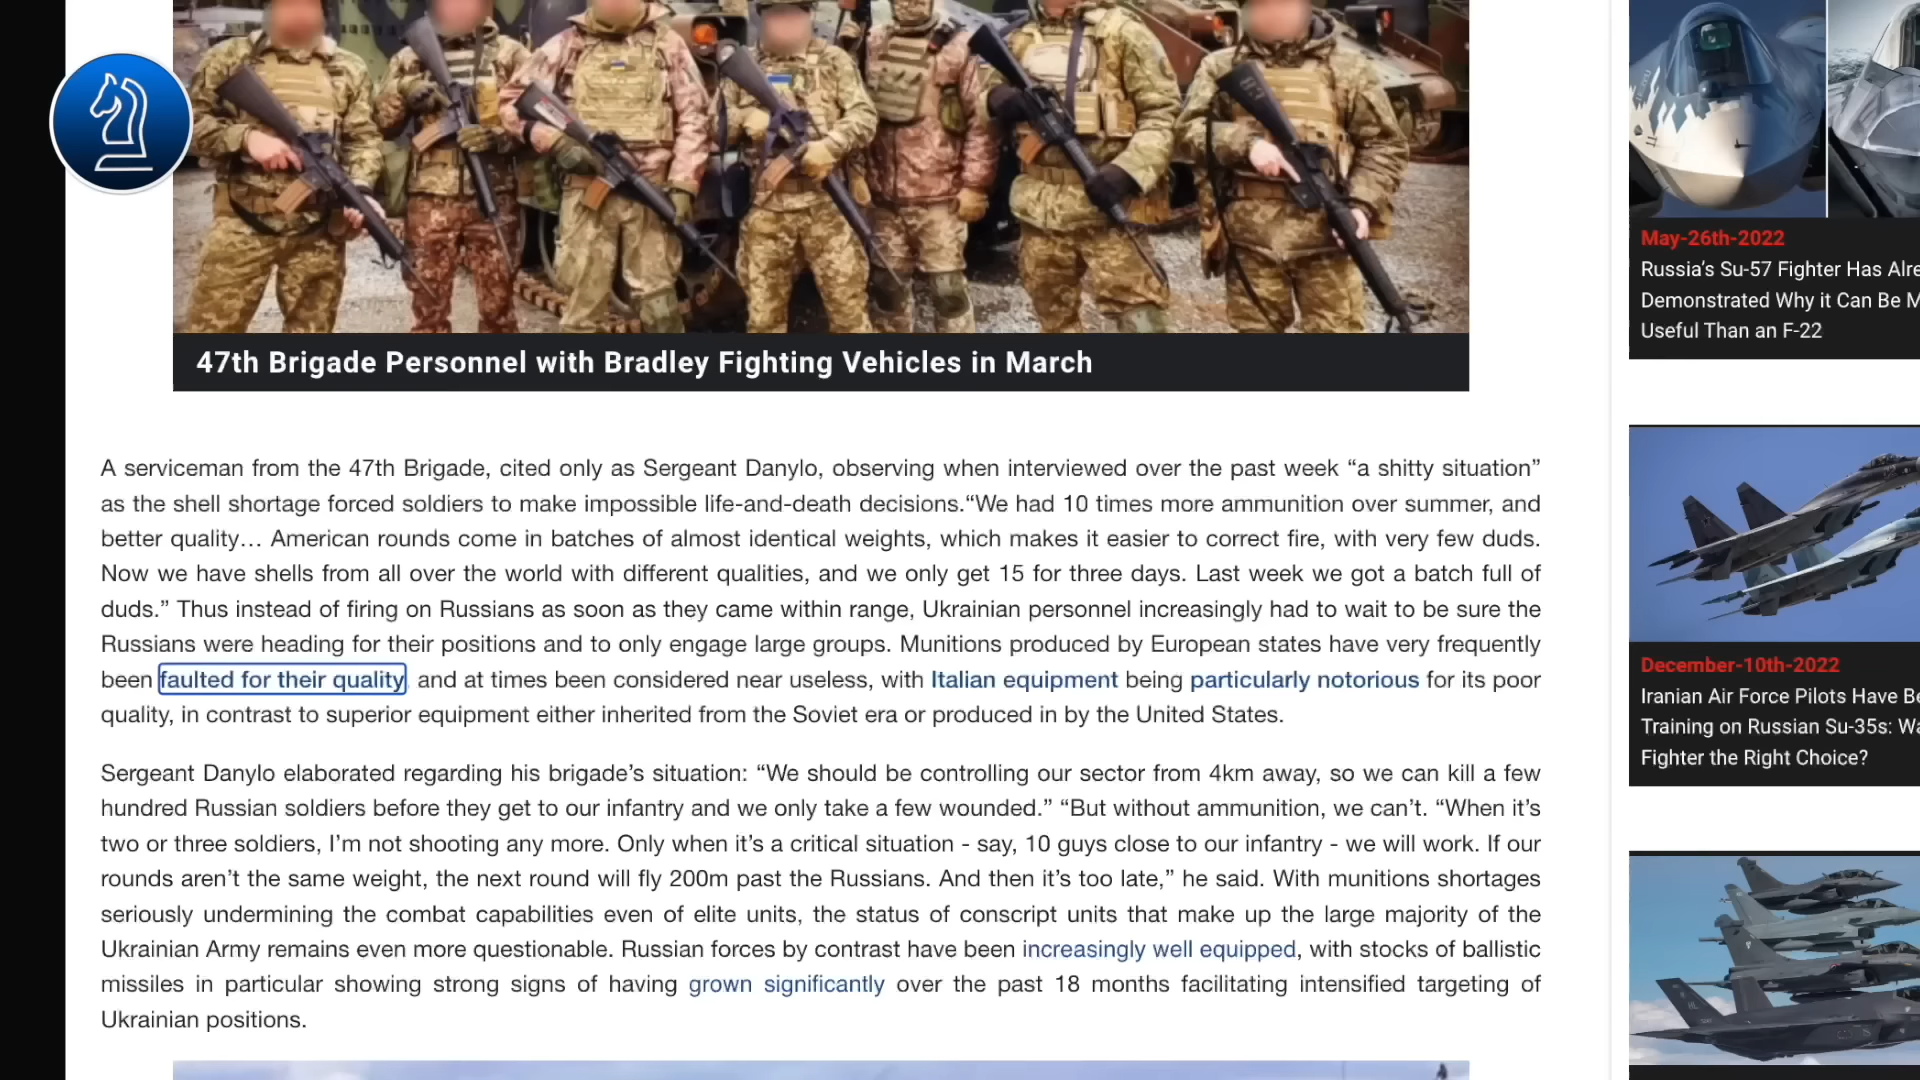 47th Brigade Personnel with Bradley Fighting Vehicles in March
A serviceman from the 47th Brigade, cited only as Sergeant Danylo, observing when interviewed over the past week “a shitty situation”
as the shell shortage forced soldiers to make impossible life-and-death decisions.“We had 10 times more ammunition over summer, and
better quality… American rounds come in batches of almost identical weights, which makes it easier to correct fire, with very few duds.
Now we have shells from all over the world with different qualities, and we only get 15 for three days. Last week we got a batch full of
duds.” Thus instead of firing on Russians as soon as they came within range, Ukrainian personnel increasingly had to wait to be sure the
Russians were heading for their positions and to only engage large groups. Munitions produced by European states have very frequently
been faulted for their quality, and at times been considered near useless, with Italian equipment being particularly notorious for its poor
quality, in contrast to superior equipment either inherited from the Soviet era or produced in by the United States.
Sergeant Danylo elaborated regarding his brigade’s situation: “We should be controlling our sector from 4km away, so we can kill a few
hundred Russian soldiers before they get to our infantry and we only take a few wounded.” “But without ammunition, we can’t. “When it’s
two or three soldiers, I’m not shooting any more. Only when it’s a critical situation - say, 10 guys close to our infantry - we will work. If our
rounds aren’t the same weight, the next round will fly 200m past the Russians. And then it’s too late,” he said. With munitions shortages
seriously undermining the combat capabilities even of elite units, the status of conscript units that make up the large majority of the
Ukrainian Army remains even more questionable. Russian forces by contrast have been increasingly well equipped, with stocks of ballistic
missiles in particular showing strong signs of having grown significantly over the past 18 months facilitating intensified targeting of
Ukrainian positions.
May-26th-2022
Russia’s Su-57 Fighter Has
Demonstrated Why it Can Be
Useful Than an F-22
December-10th-2022
Iranian Air Force Pilots Have
Training on Russian Su-35s:
Fighter the Right Choice?